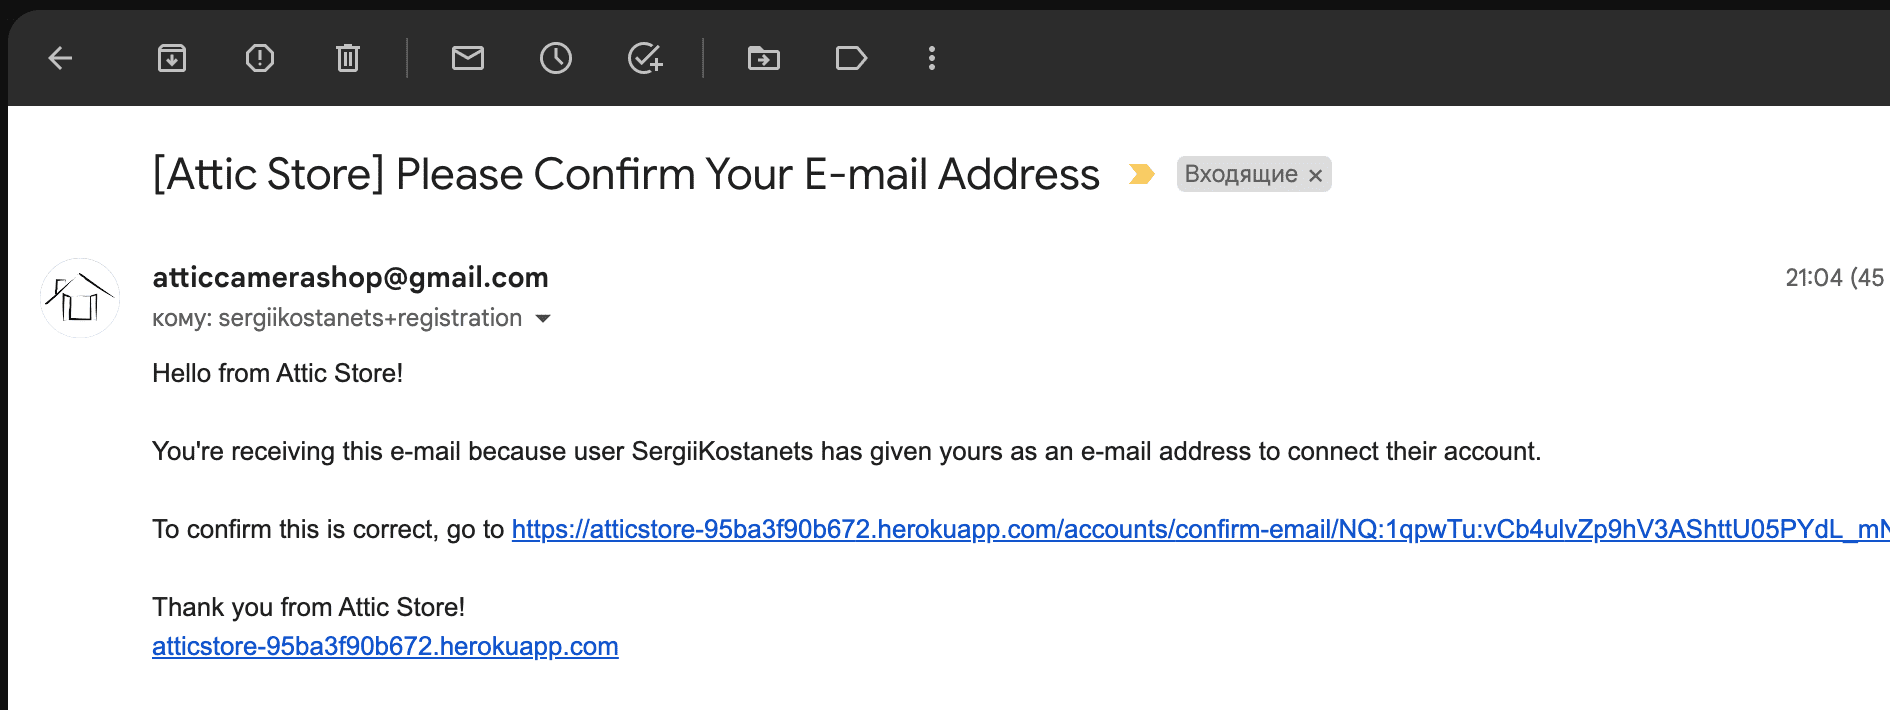 [Attic Store] Please Confirm Your E-mail Address Входящие ×
atticcamerashop@gmail.com 21:04 (45
кому: sergiikostanets+registration
Hello from Attic Store!
You're receiving this e-mail because user SergiiKostanets has given yours as an e-mail address to connect their account.
To confirm this is correct, go to https://atticstore-95ba3f90b672.herokuapp.com/accounts/confirm-email/NQ:1qpwTu:vCb4ulvZp9hV3AShttU05PYdL_mN
Thank you from Attic Store!
atticstore-95ba3f90b672.herokuapp.com